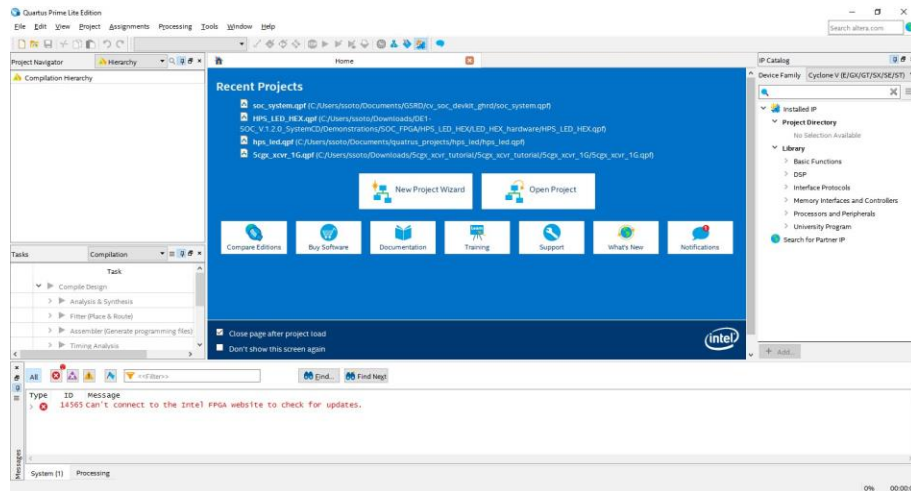 Quartus Prime Lite Edition
File Edit View Project Assignments Processing Tools Window Help
Search altera.com
Project Navigator
Hierarchy
Home
IP Catalog
Compilation Hierarchy
Device Family Cyclone V (E/GX/GT/SX/SE/ST)
Recent Projects
soc_system.qpf (C:/Users/ssoto/Documents/GSRD/cv_soc_devkit_ghrd/soc_system.qpf)
HPS_LED_HEX.qpf (C:/Users/ssoto/Downloads/DE1-
SOC_V.1.2.0_SystemCD/Demonstrations/SOC_FPGA/HPS_LED_HEX/LED_HEX_hardware/HPS_LED_HEX.qpf)
hps_led.qpf (C:/Users/ssoto/Documents/quatrus_projects/hps_led/hps_led.qpf)
5cgx_xcvr_1G.qpf (C:/Users/ssoto/Downloads/5cgx_xcvr_tutorial/5cgx_xcvr_tutorial/5cgx_xcvr_1G/5cgx_xcvr_1G.qpf)
New Project Wizard
Open Project
Compare Editions
Buy Software
Documentation
Training
Support
What's New
Notifications
Close page after project load
Don't show this screen again
intel
Installed IP
Project Directory
No Selection Available
Library
Basic Functions
DSP
Interface Protocols
Memory Interfaces and Controllers
Processors and Peripherals
University Program
Search for Partner IP
+ Add...
Tasks
Compilation
Task
Compile Design
Analysis & Synthesis
Fitter (Place & Route)
Assembler (Generate programming files)
Timing Analysis
All
<<Filter>>
Find...
Find Next
Type ID Message
14565 Can't connect to the Intel FPGA website to check for updates.
Messages
System (1) Processing
0% 00:00:0